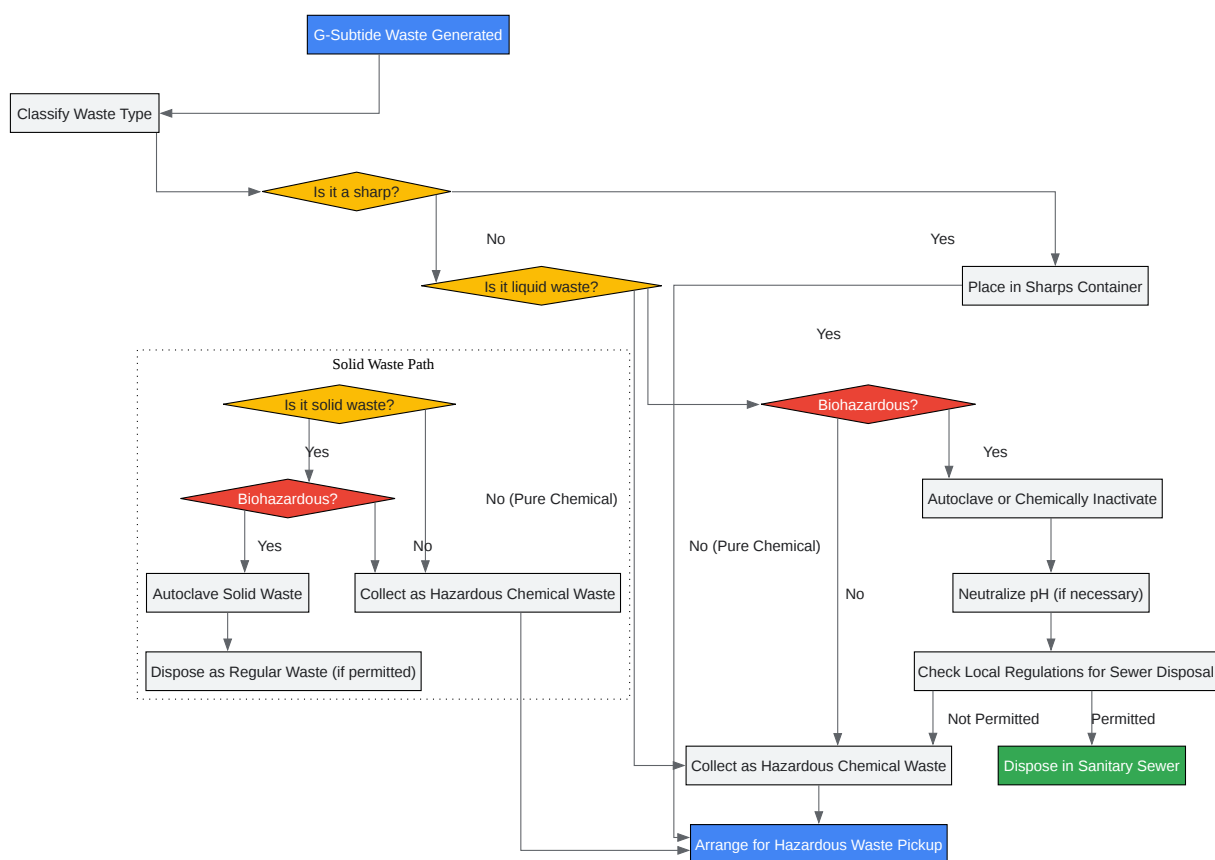 G-Subtide Waste Generated
Classify Waste Type
Is it a sharp?
No
Yes
Is it liquid waste?
Place in Sharps Container
Yes
Solid Waste Path
Is it solid waste?
Biohazardous?
Yes
Yes
Biohazardous?
No (Pure Chemical)
Autoclave or Chemically Inactivate
Yes
No
No (Pure Chemical)
Autoclave Solid Waste
Collect as Hazardous Chemical Waste
No
Neutralize pH (if necessary)
Dispose as Regular Waste (if permitted)
Check Local Regulations for Sewer Disposal
Not Permitted
Permitted
Collect as Hazardous Chemical Waste
Dispose in Sanitary Sewer
Arrange for Hazardous Waste Pickup